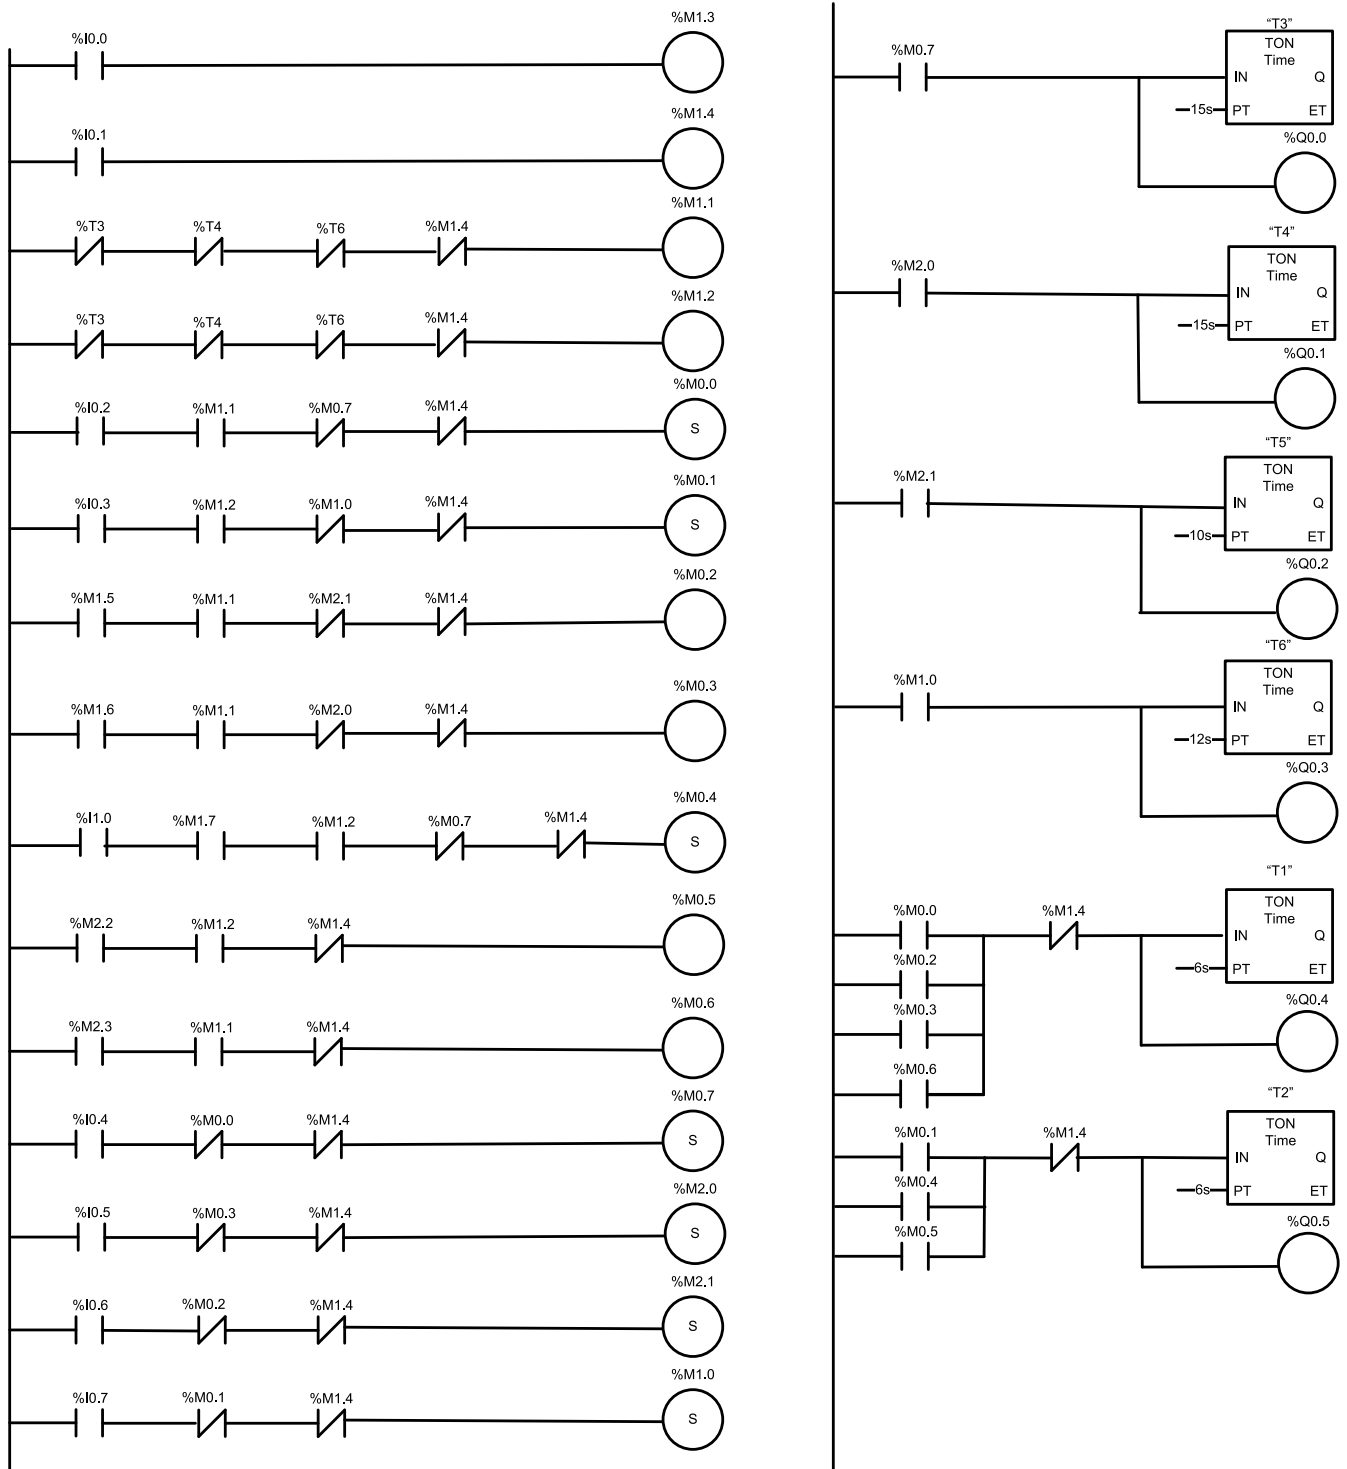 %M1.3
%I0.0
%M1.4
%I0.1
%M1.1
%T3 %T4 %T6 %M1.4
%M1.2
%T3 %T4 %T6 %M1.4
%M0.0
%I0.2 %M1.1 %M0.7 %M1.4
S
%M0.1
%I0.3 %M1.2 %M1.0 %M1.4
S
%M0.2
%M1.5 %M1.1 %M2.1 %M1.4
%M0.3
%M1.6 %M1.1 %M2.0 %M1.4
%M0.4
%I1.0 %M1.7 %M1.2 %M0.7 %M1.4
S
%M0.5
%M2.2 %M1.2 %M1.4
%M0.6
%M2.3 %M1.1 %M1.4
%M0.7
%I0.4 %M0.0 %M1.4
S
%M2.0
%I0.5 %M0.3 %M1.4
S
%M2.1
%I0.6 %M0.2 %M1.4
S
%M1.0
%I0.7 %M0.1 %M1.4
S
“T3”
%M0.7
TON
Time
IN Q
15s PT ET
%Q0.0
“T4”
%M2.0
TON
Time
IN Q
15s PT ET
%Q0.1
“T5”
%M2.1
TON
Time
IN Q
10s PT ET
%Q0.2
“T6”
%M1.0
TON
Time
IN Q
12s PT ET
%Q0.3
“T1”
%M0.0 %M1.4
TON
Time
IN Q
%M0.2
6s PT ET
%M0.3
%Q0.4
%M0.6
“T2”
%M0.1 %M1.4
TON
Time
IN Q
%M0.4
6s PT ET
%M0.5
%Q0.5